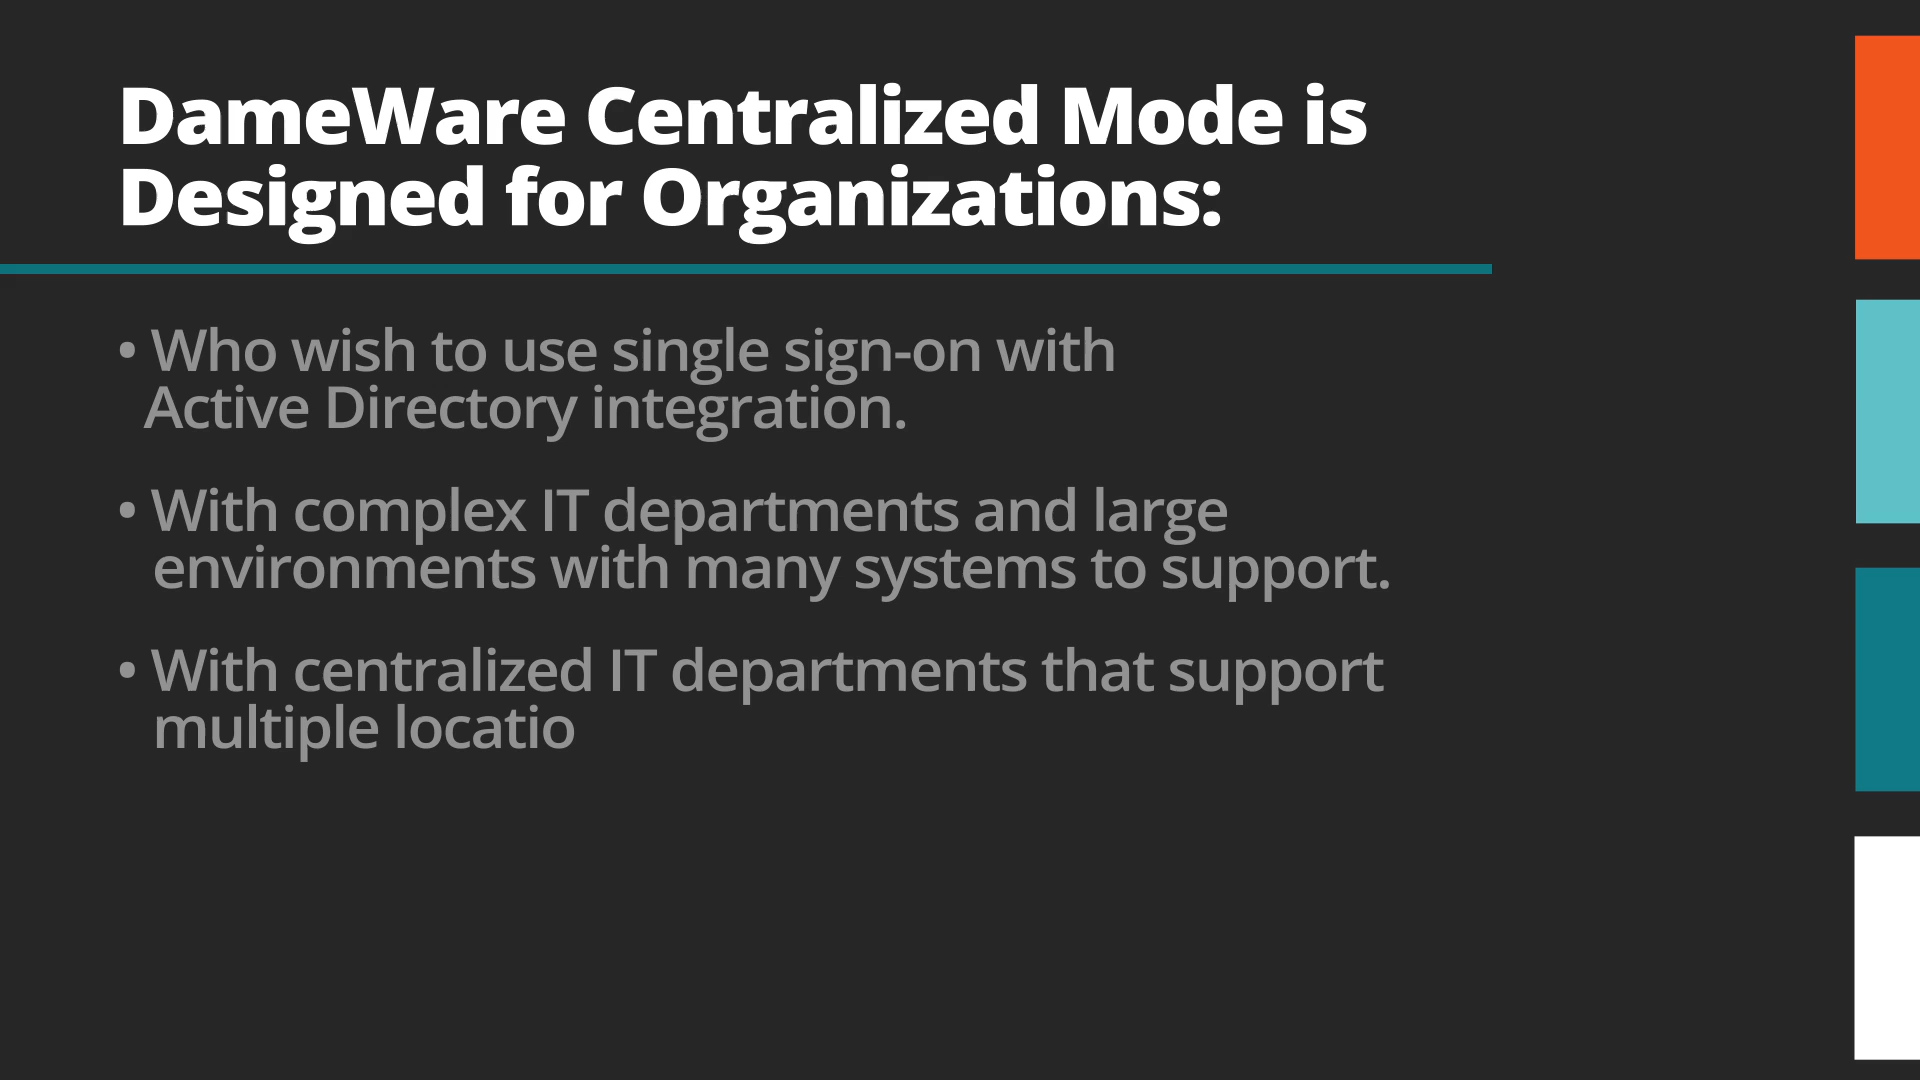 DameWare Centralized Mode is
Designed for Organizations:
• Who wish to use single sign-on with
Active Directory integration.
• With complex IT departments and large
environments with many systems to support.
• With centralized IT departments that support
multiple locatio